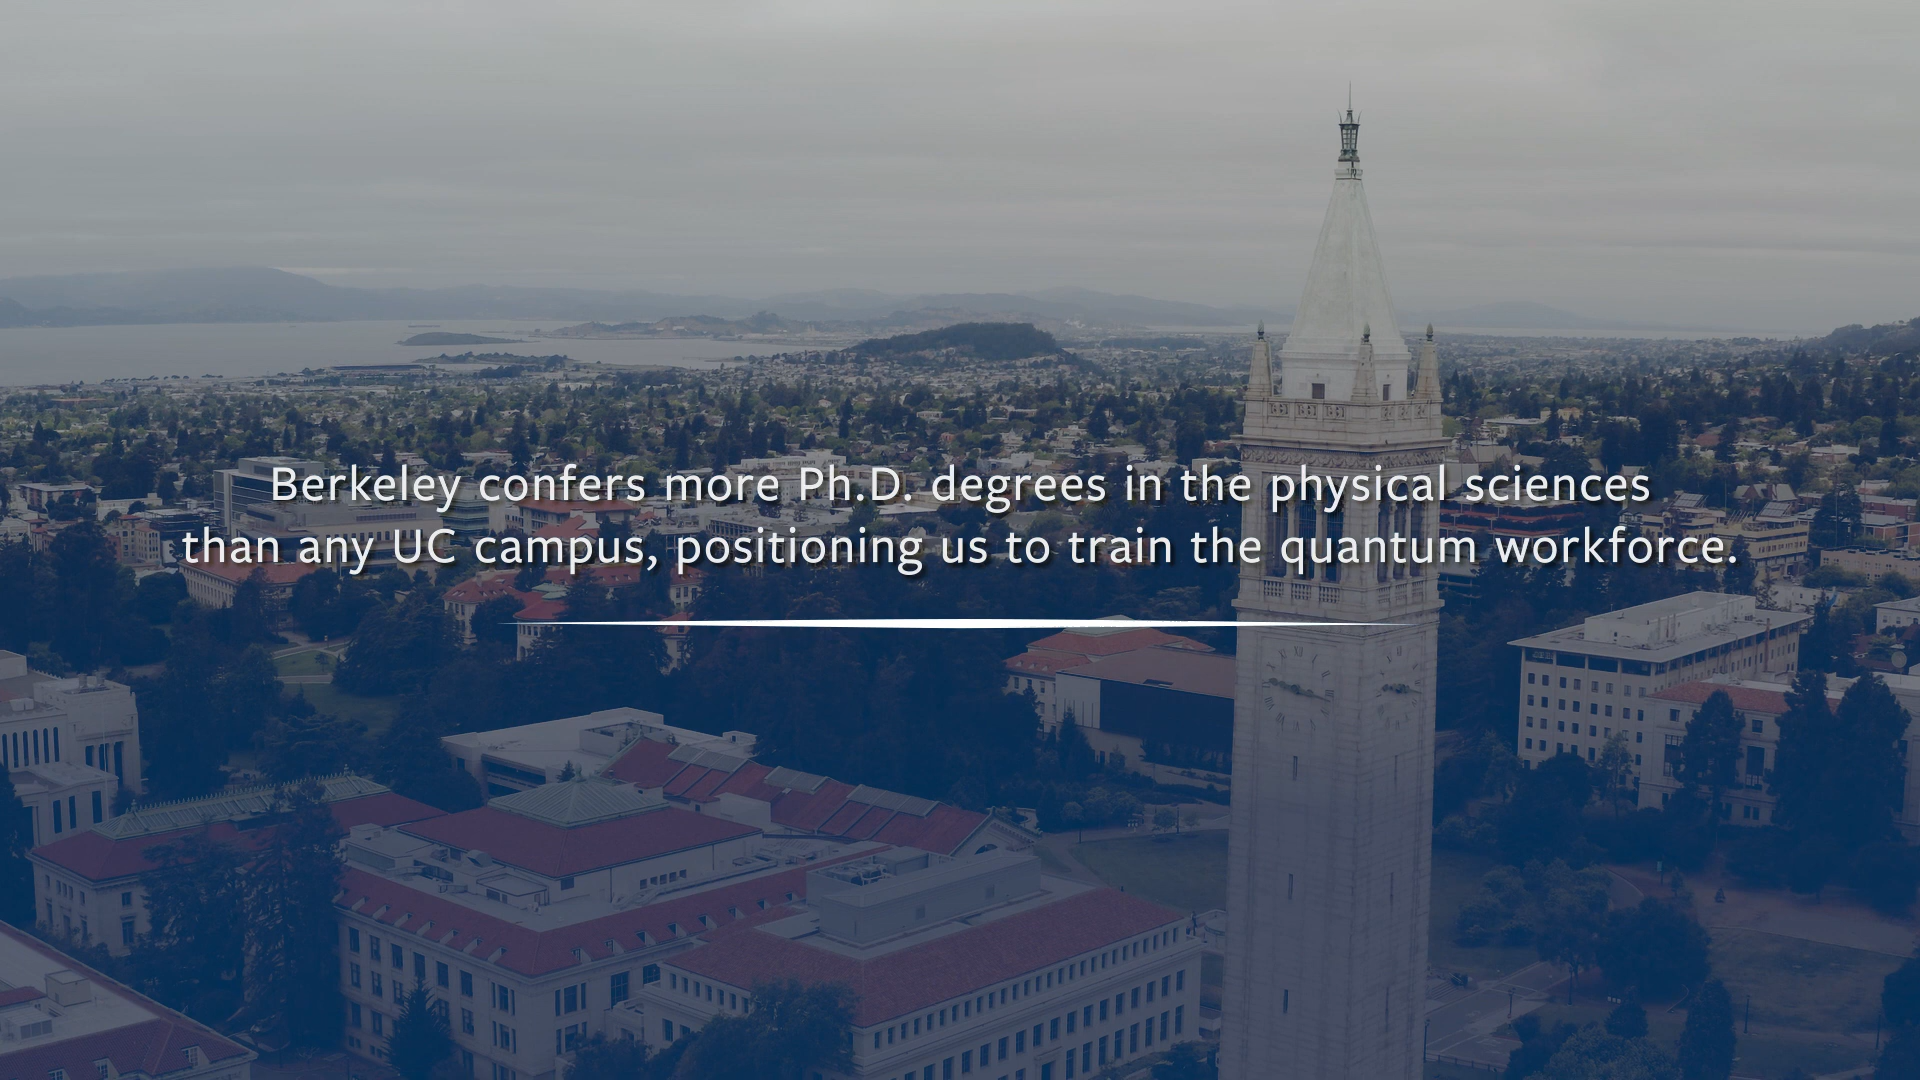 Berkeley confers more Ph.D. degrees in the physical sciences
than any UC campus, positioning us to train the quantum workforce.